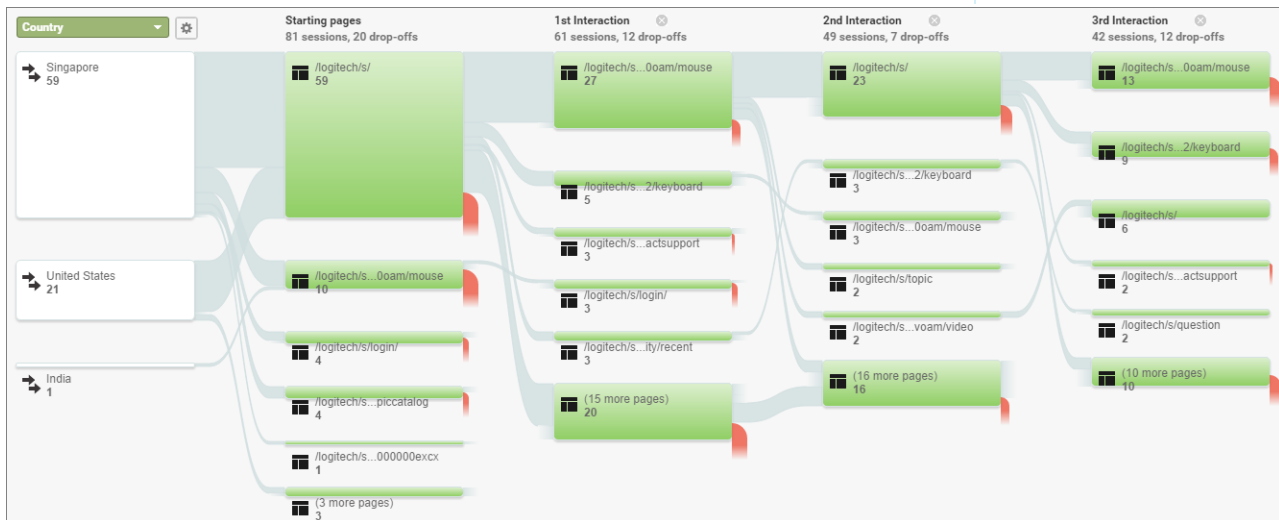 Country
Singapore
59
United States
21
India
1
Starting pages
81 sessions, 20 drop-offs
/logitech/s/
59
/logitech/s...0oam/mouse
10
/logitech/s/login/
4
/logitech/s...piccatalog
4
/logitech/s...000000excx
1
(3 more pages)
3
1st Interaction
61 sessions, 12 drop-offs
/logitech/s...0oam/mouse
27
/logitech/s...2/keyboard
5
/logitech/s...actsupport
3
/logitech/s/login/
3
/logitech/s...ity/recent
3
(15 more pages)
20
2nd Interaction
49 sessions, 7 drop-offs
/logitech/s/
23
/logitech/s...2/keyboard
3
/logitech/s...0oam/mouse
3
/logitech/s/topic
2
/logitech/s...voam/video
2
(16 more pages)
16
3rd Interaction
42 sessions, 12 drop-offs
/logitech/s...0oam/mouse
13
/logitech/s...2/keyboard
9
/logitech/s/
6
/logitech/s...actsupport
2
/logitech/s/question
2
(10 more pages)
10